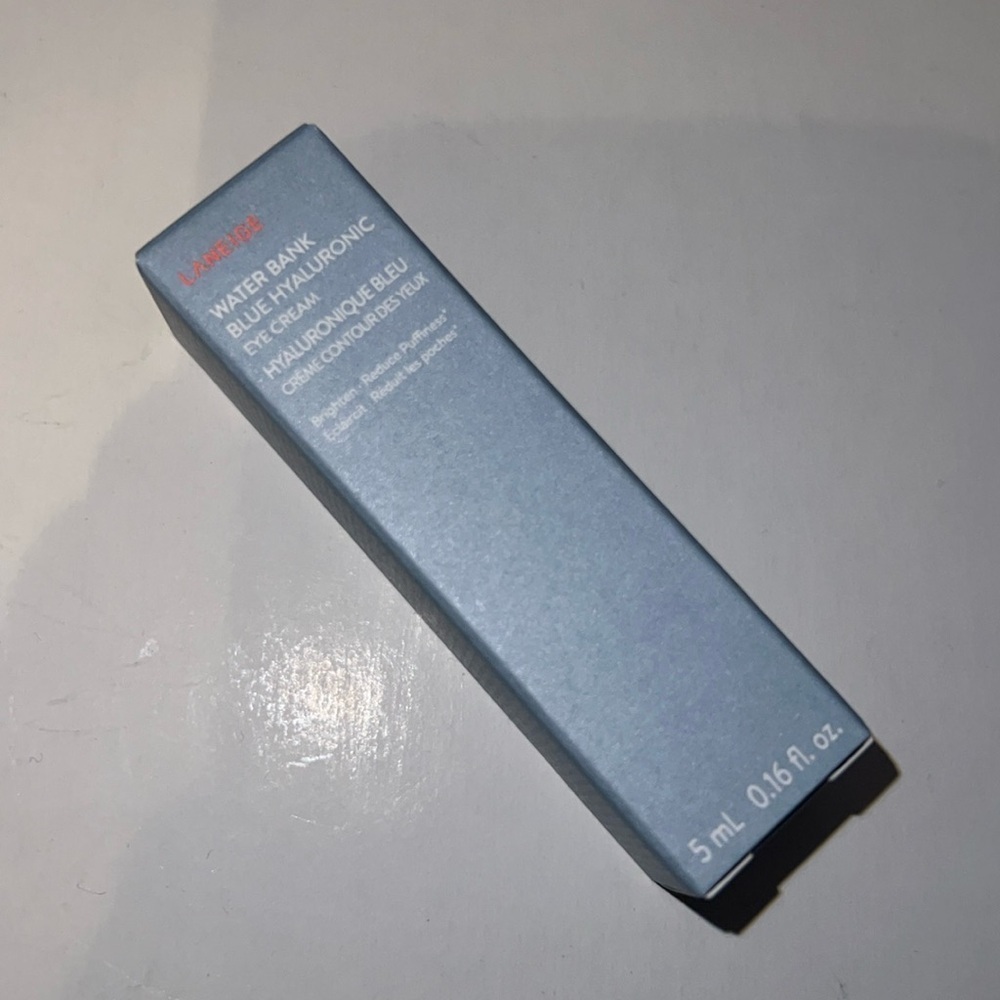 LANEIGE
WATER BANK
BLUE HYALURONIC
EYE CREAM
HYALURONIQUE BLEU
CRÈME CONTOUR DES YEUX
Brighten · Reduce Puffiness*
Éclaircit · Réduit les poches*
5 mL 0.16 fl. oz.